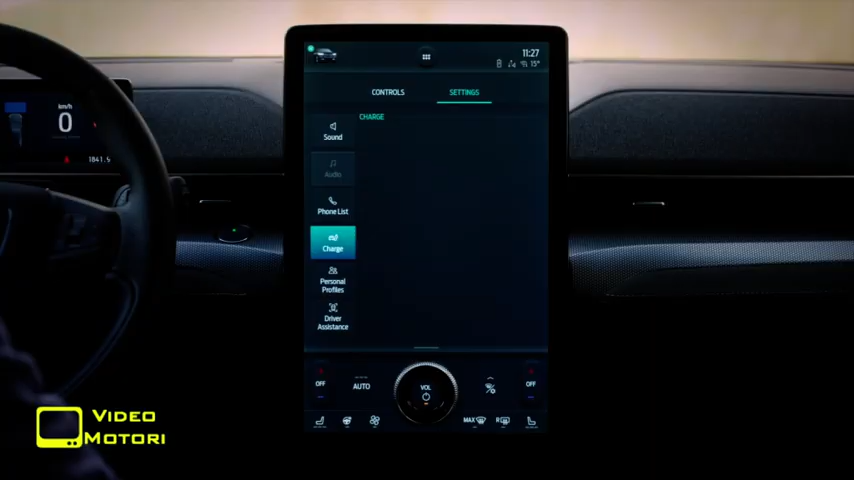 11:27
15°
CONTROLS
SETTINGS
km/h
0
1841.5
CHARGE
Sound
Audio
Phone List
Charge
Personal
Profiles
Driver
Assistance
OFF
AUTO
VOL
OFF
MAX
R
VIDEO
MOTORI